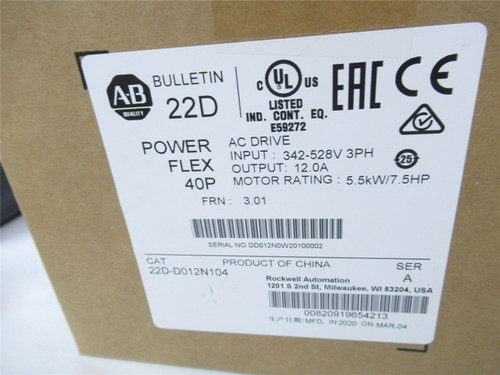 A-B
QUALITY
BULLETIN
22D
C UL US
LISTED
IND. CONT. EQ.
E59272
EAC CE
25
POWER
FLEX
40P
AC DRIVE
INPUT : 342-528V 3PH
OUTPUT: 12.0A
MOTOR RATING : 5.5kW/7.5HP
FRN : 3.01
SERIAL NO.DD012N0W20100002
CAT
22D-D012N104
PRODUCT OF CHINA
SER
A
Rockwell Automation
1201 S 2nd St, Milwaukee, WI 53204, USA
00820919654213
生产日期:MFD. IN 2020 ON MAR.04